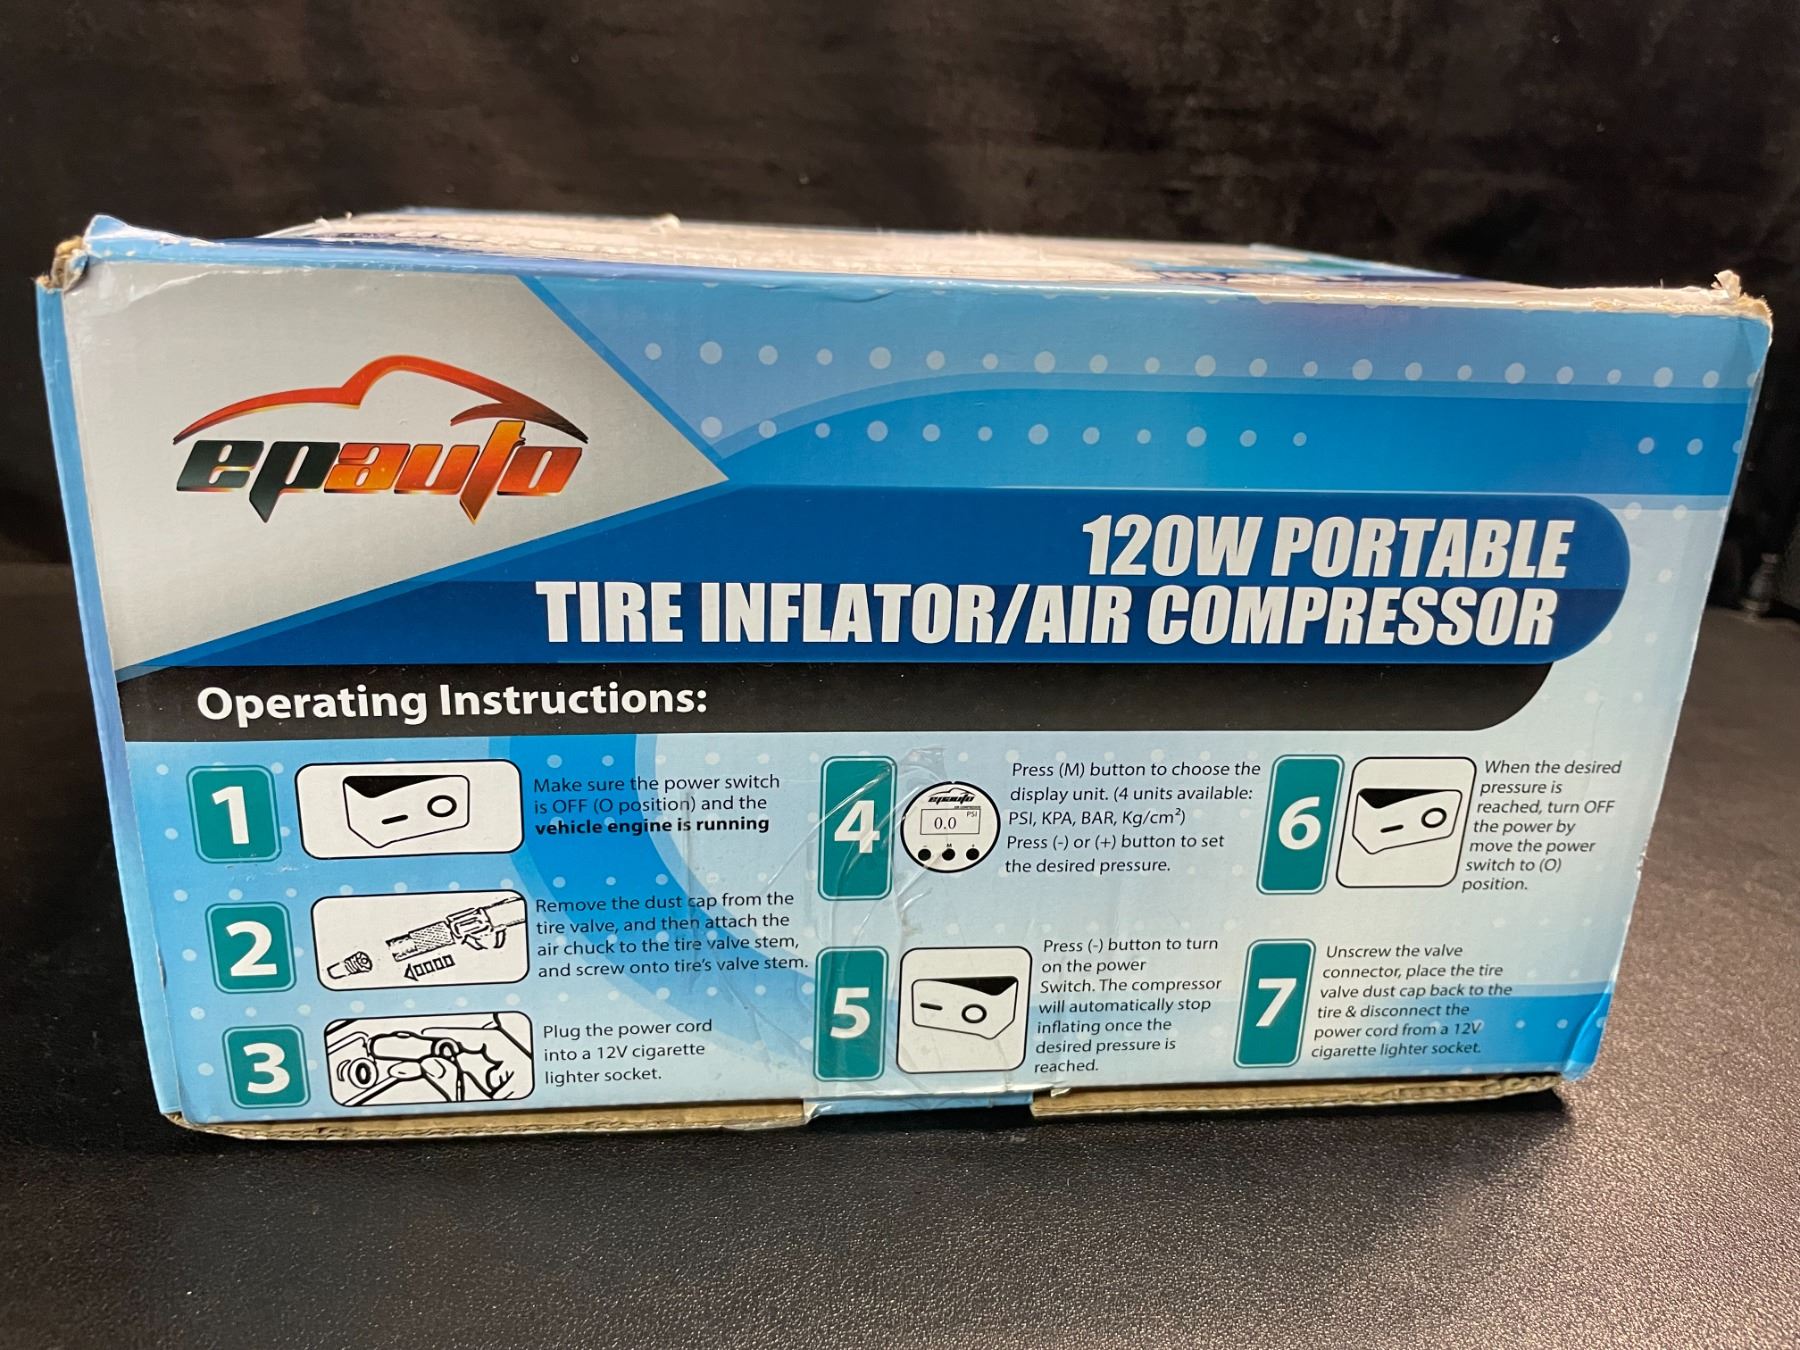 epauto
120W PORTABLE
TIRE INFLATOR/AIR COMPRESSOR
Operating Instructions:
1
Make sure the power switch
is OFF (O position) and the
vehicle engine is running
2
Remove the dust cap from the
tire valve, and then attach the
air chuck to the tire valve stem,
and screw onto tire's valve stem.
3
Plug the power cord
into a 12V cigarette
lighter socket.
4
epauto
0.0 PSI
- M +
Press (M) button to choose the
display unit. (4 units available:
PSI, KPA, BAR, Kg/cm²)
Press (-) or (+) button to set
the desired pressure.
5
Press (-) button to turn
on the power
Switch. The compressor
will automatically stop
inflating once the
desired pressure is
reached.
6
When the desired
pressure is
reached, turn OFF
the power by
move the power
switch to (O)
position.
7
Unscrew the valve
connector, place the tire
valve dust cap back to the
tire & disconnect the
power cord from a 12V
cigarette lighter socket.